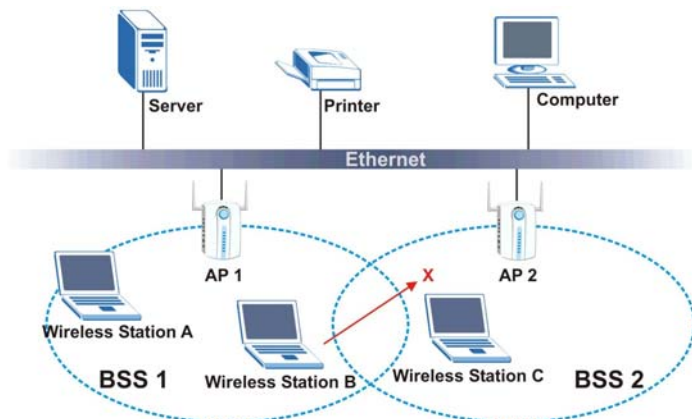 Server
Printer
Computer
Ethernet
AP 1
AP 2
X
Wireless Station A
Wireless Station B
Wireless Station C
BSS 1
BSS 2